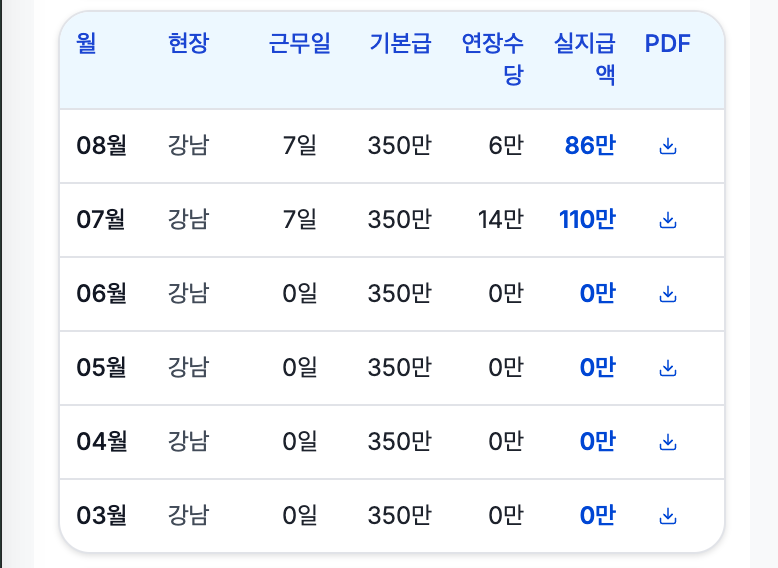 월 현장 근무일 기본급 연장수당 실지급액 PDF
08월 강남 7일 350만 6만 86만
07월 강남 7일 350만 14만 110만
06월 강남 0일 350만 0만 0만
05월 강남 0일 350만 0만 0만
04월 강남 0일 350만 0만 0만
03월 강남 0일 350만 0만 0만